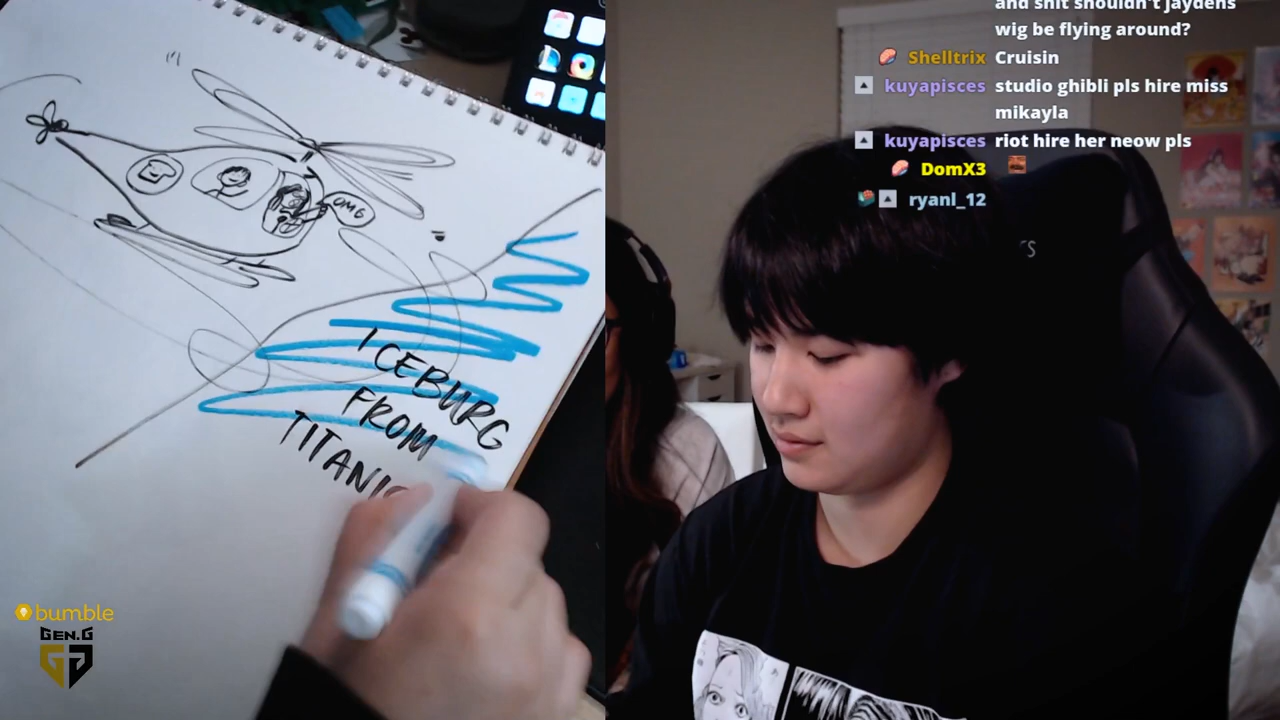 OMG
ICEBURG
FROM
TITANIC
bumble
GEN.G
and shit shouldn't jaydens
wig be flying around?
Shelltrix Cruisin
kuyapisces studio ghibli pls hire miss
mikayla
kuyapisces riot hire her neow pls
DomX3
ryanl_12